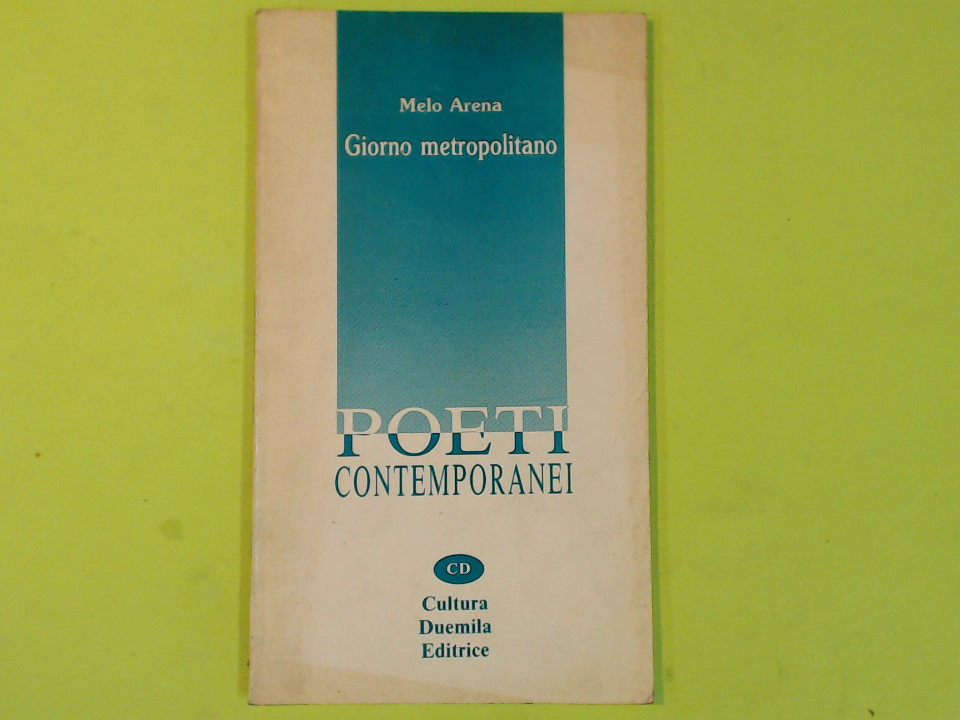 Melo Arena
Giorno metropolitano
POETI
CONTEMPORANEI
CD
Cultura
Duemila
Editrice